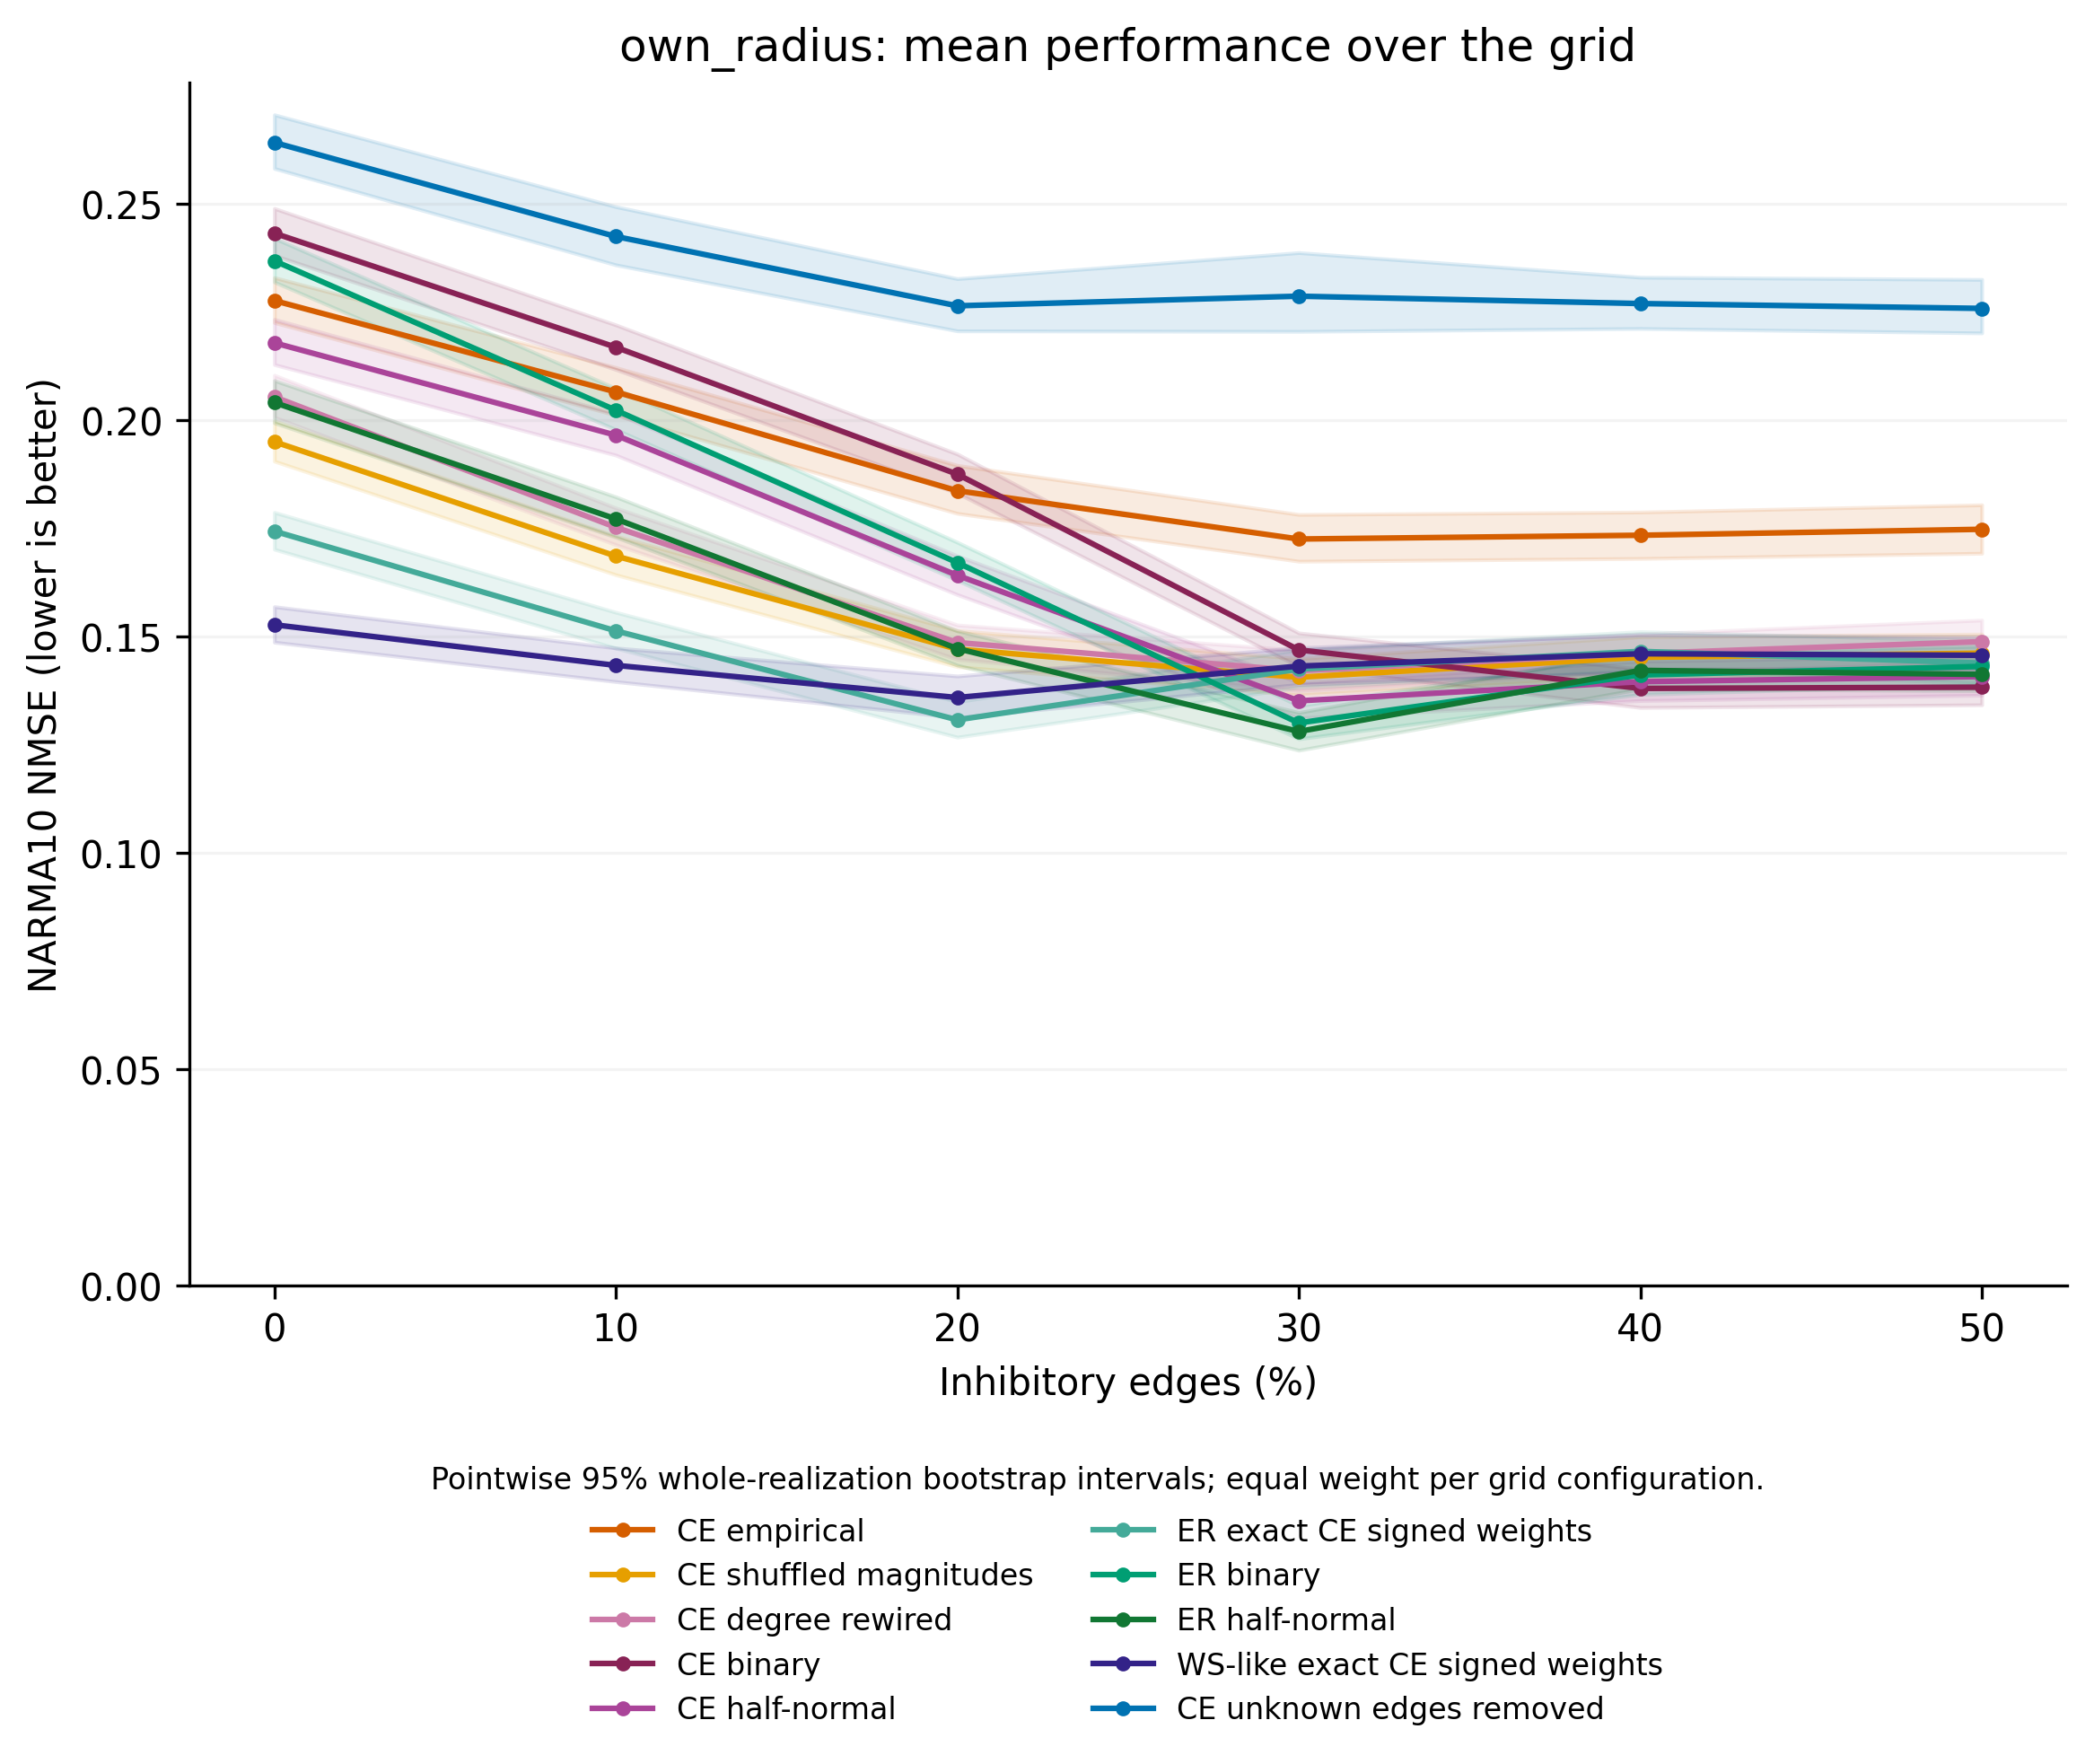 own_radius: mean performance over the grid
NARMA10 NMSE (lower is better)
0.25
0.20
0.15
0.10
0.05
0.00
0 10 20 30 40 50
Inhibitory edges (%)
Pointwise 95% whole-realization bootstrap intervals; equal weight per grid configuration.
CE empirical
CE shuffled magnitudes
CE degree rewired
CE binary
CE half-normal
ER exact CE signed weights
ER binary
ER half-normal
WS-like exact CE signed weights
CE unknown edges removed